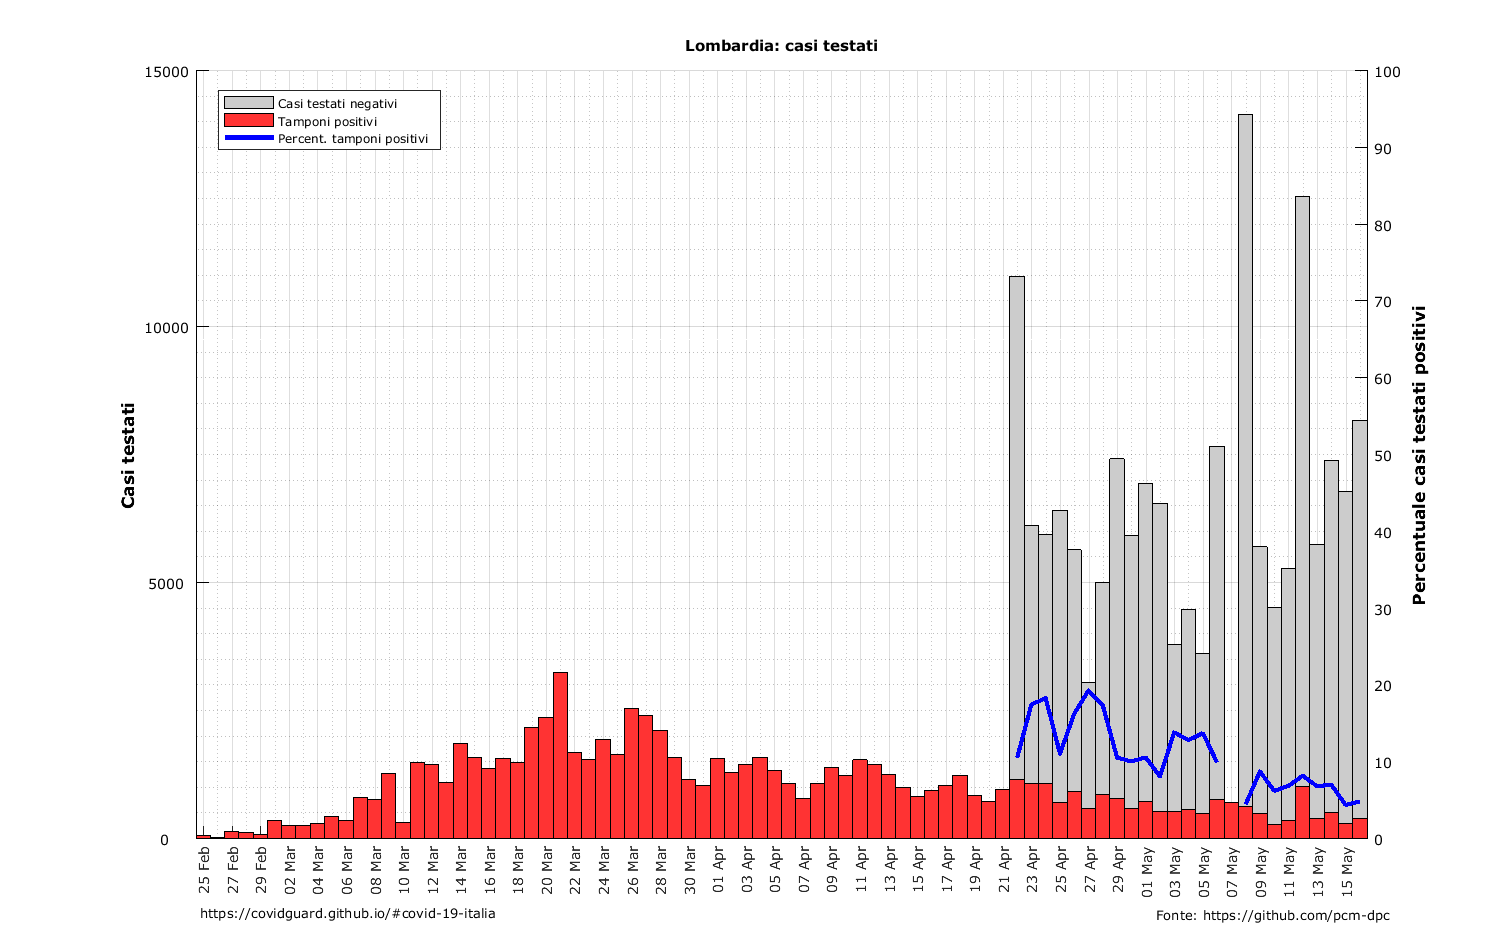 Lombardia: casi testati
15000
10000
5000
0
Casi testati
Casi testati negativi
Tamponi positivi
Percent. tamponi positivi
100
90
80
70
60
50
40
30
20
10
0
Percentuale casi testati positivi
25 Feb
27 Feb
29 Feb
02 Mar
04 Mar
06 Mar
08 Mar
10 Mar
12 Mar
14 Mar
16 Mar
18 Mar
20 Mar
22 Mar
24 Mar
26 Mar
28 Mar
30 Mar
01 Apr
03 Apr
05 Apr
07 Apr
09 Apr
11 Apr
13 Apr
15 Apr
17 Apr
19 Apr
21 Apr
23 Apr
25 Apr
27 Apr
29 Apr
01 May
03 May
05 May
07 May
09 May
11 May
13 May
15 May
https://covidguard.github.io/#covid-19-italia
Fonte: https://github.com/pcm-dpc